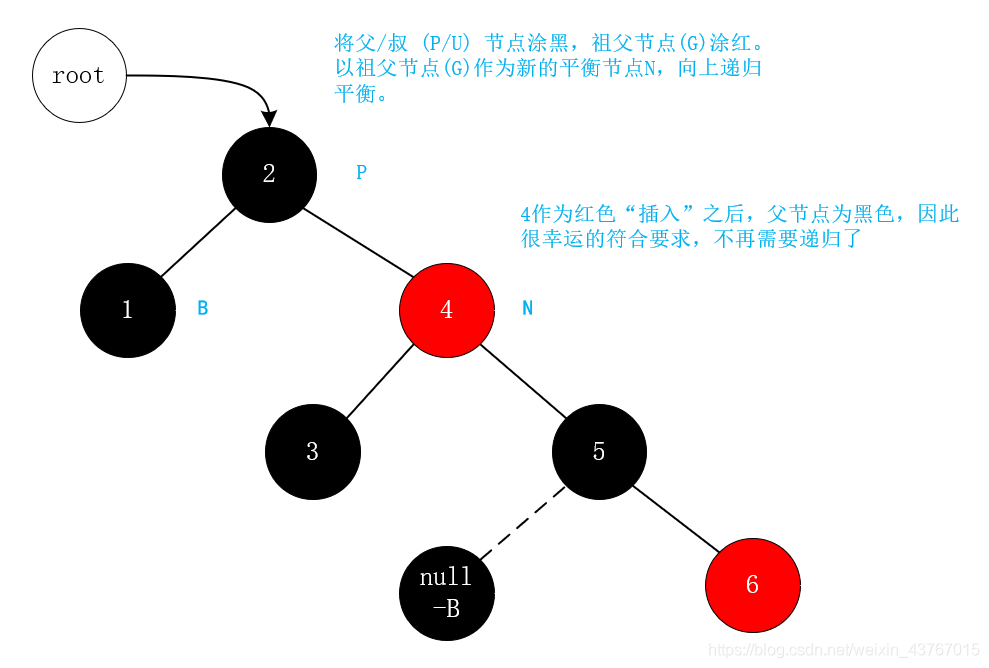 将父/叔 (P/U) 节点涂黑，祖父节点(G)涂红。
以祖父节点(G)作为新的平衡节点N，向上递归
平衡。
root
2
P
4作为红色“插入”之后，父节点为黑色，因此
很幸运的符合要求，不再需要递归了
1
B
4
N
3
5
null
-B
6
https://blog.csdn.net/weixin_43767015